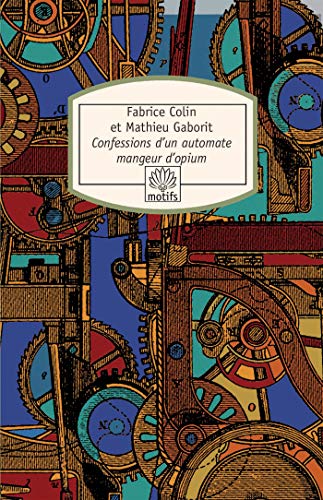 Fabrice Colin
et Mathieu Gaborit
Confessions d'un automate
mangeur d'opium
motifs